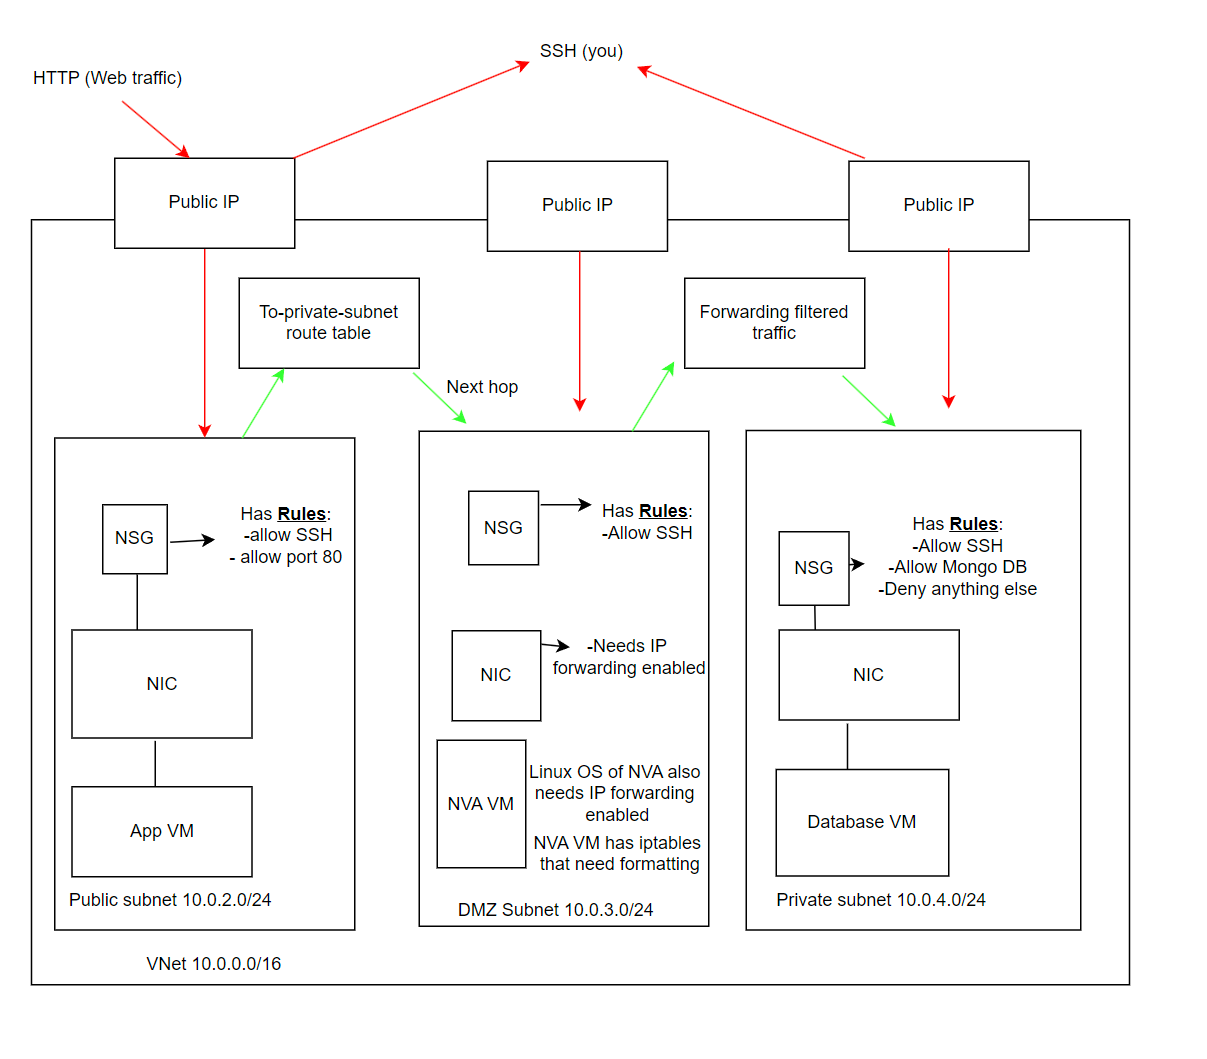 SSH (you)
HTTP (Web traffic)
Public IP
Public IP
Public IP
To-private-subnet
route table
Forwarding filtered
traffic
Next hop
NSG
Has Rules:
-allow SSH
- allow port 80
NIC
App VM
Public subnet 10.0.2.0/24
NSG
Has Rules:
-Allow SSH
NIC
-Needs IP
forwarding enabled
NVA VM
Linux OS of NVA also
needs IP forwarding
enabled
NVA VM has iptables
that need formatting
DMZ Subnet 10.0.3.0/24
NSG
Has Rules:
-Allow SSH
-Allow Mongo DB
-Deny anything else
NIC
Database VM
Private subnet 10.0.4.0/24
VNet 10.0.0.0/16